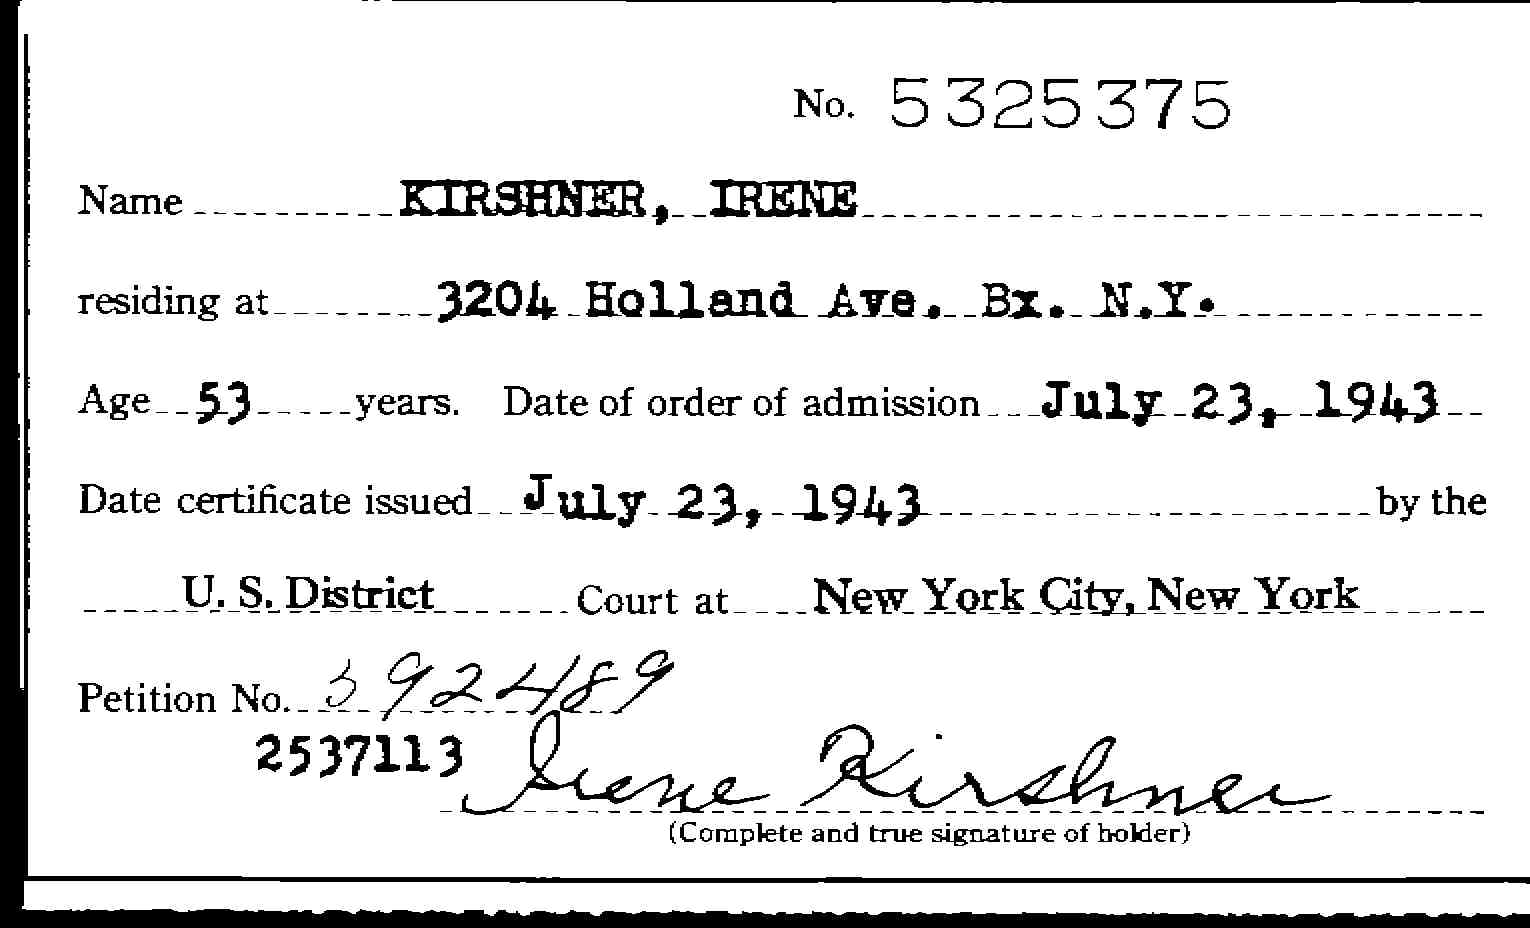 No. 5325375
Name KIRSHNER, IRENE
residing at 3204 Holland Ave. Bx. N.Y.
Age 53 years. Date of order of admission July 23, 1943
Date certificate issued July 23, 1943 by the
U. S. District Court at New York City, New York
Petition No. 392489
2537113 Irene Kirshner
(Complete and true signature of holder)